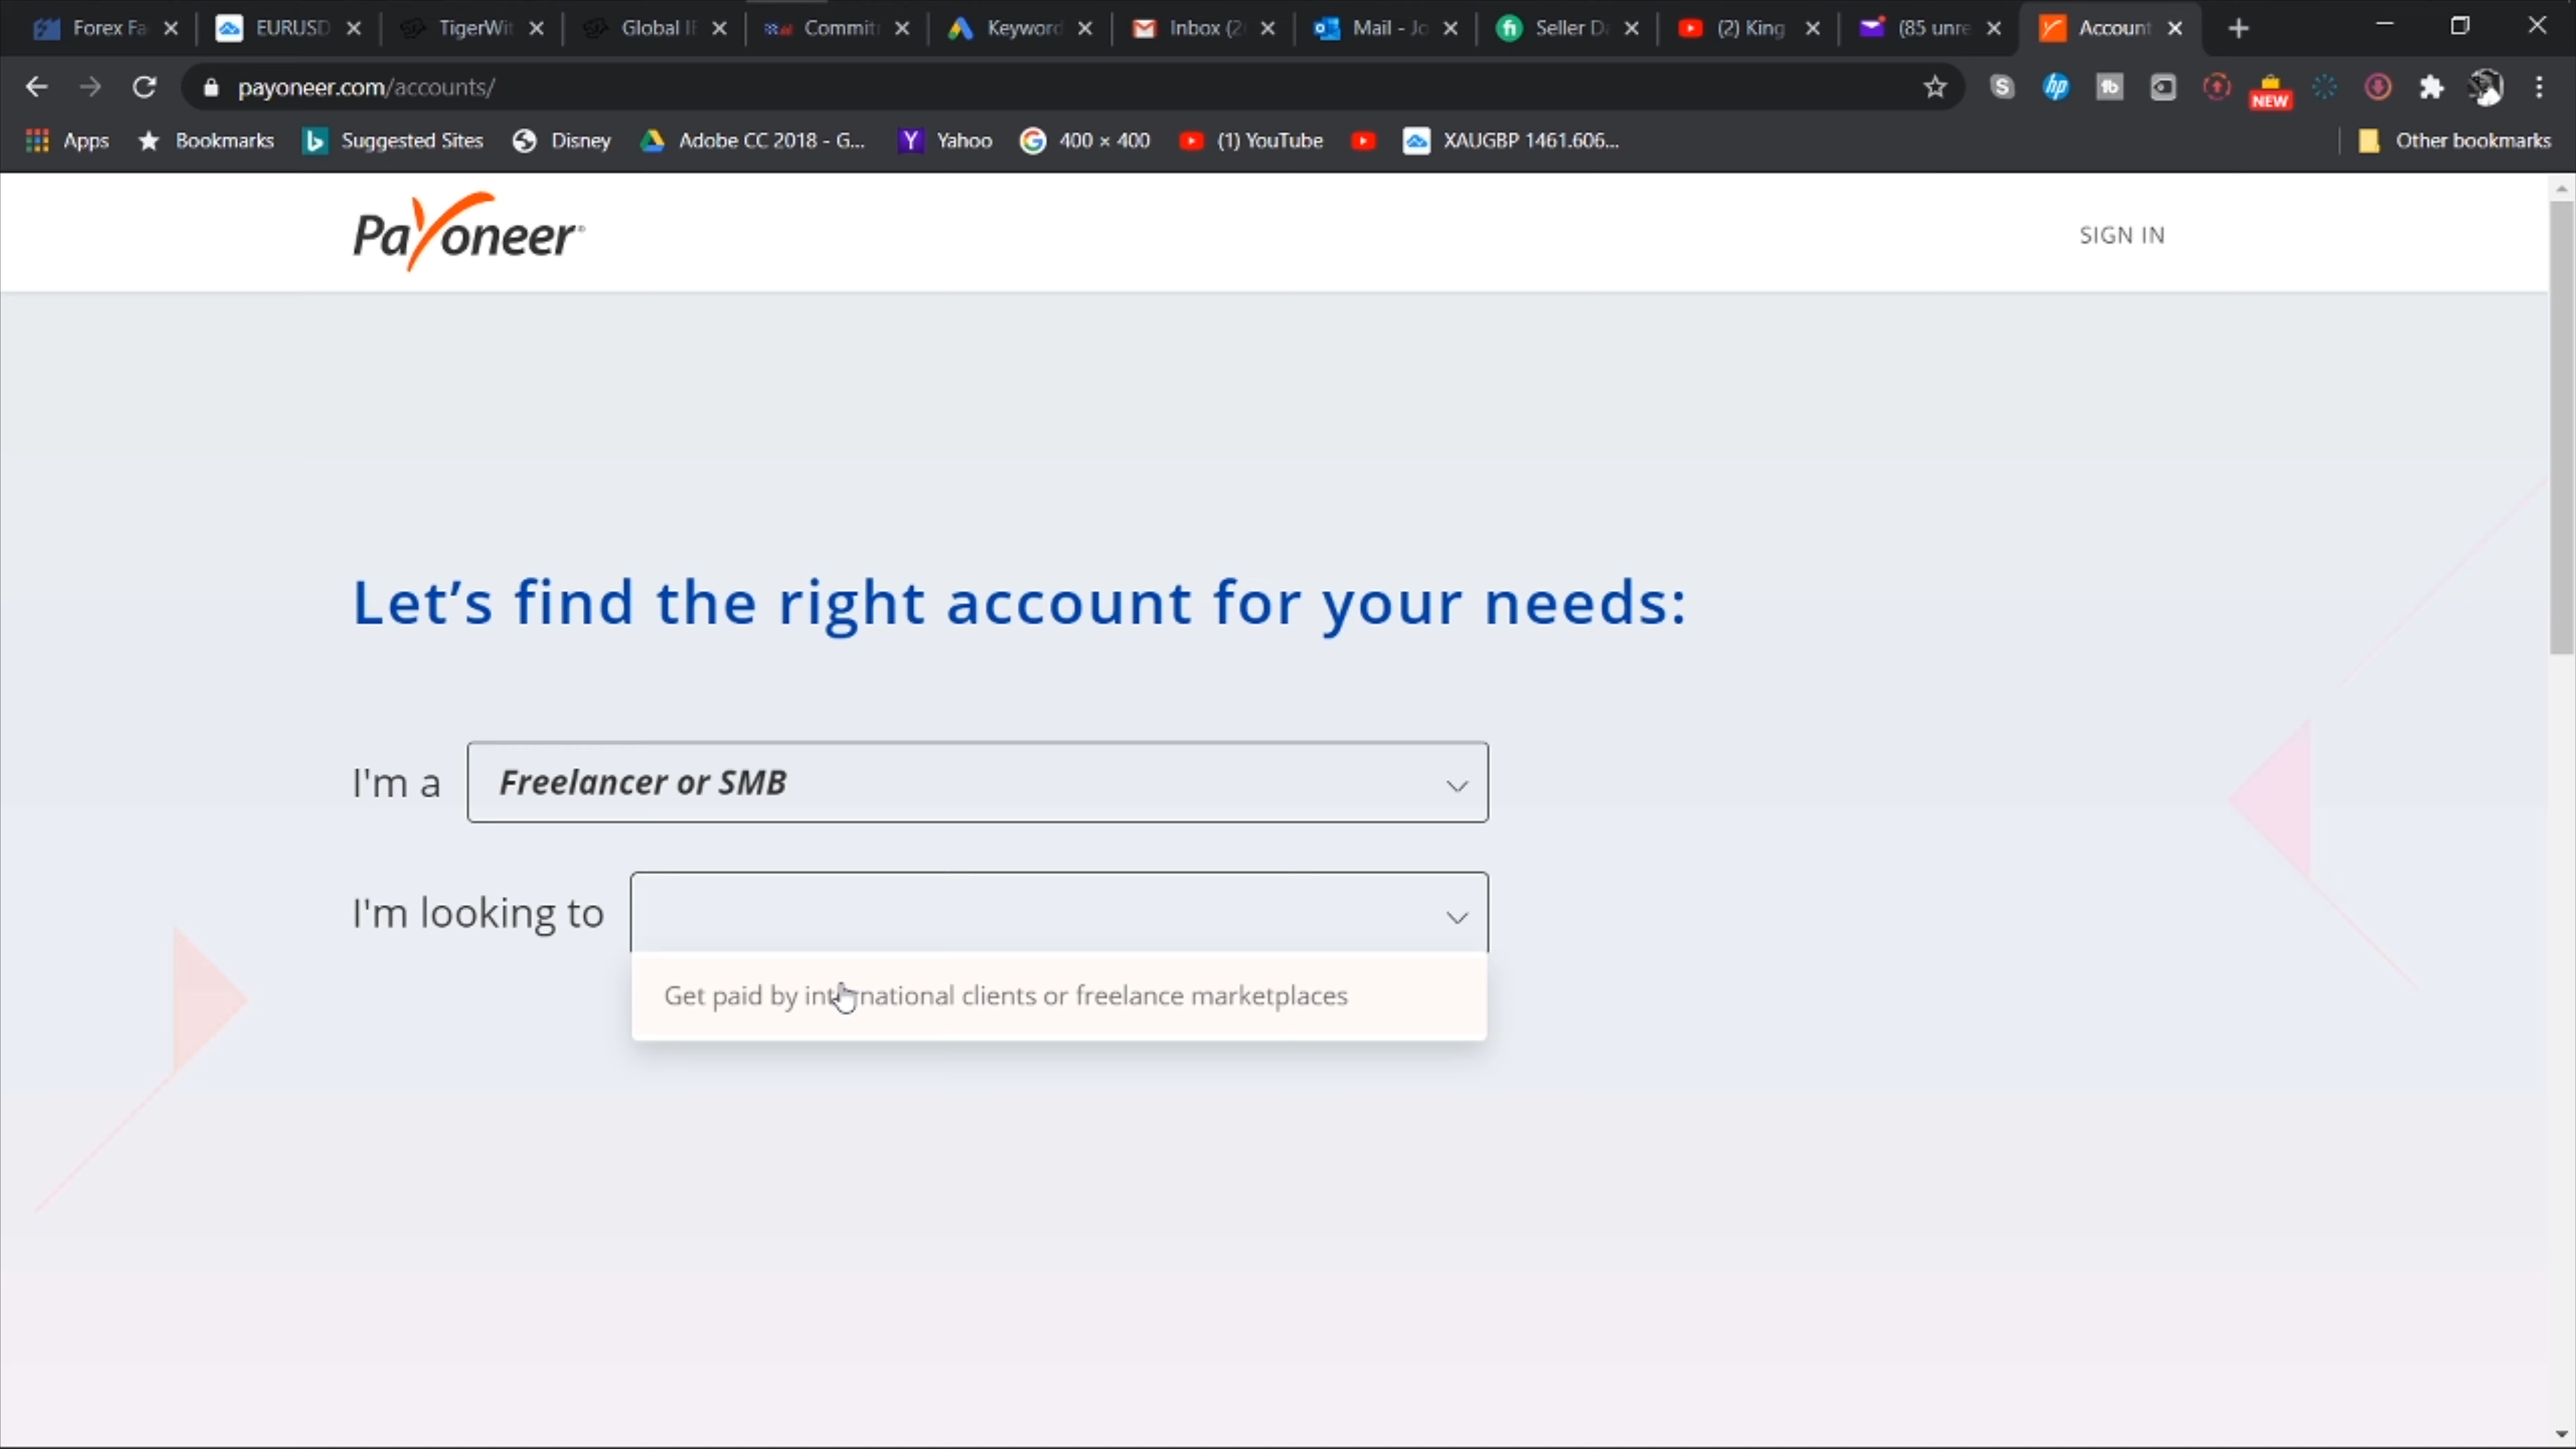 Forex Fa
EURUSD
TigerWit
Global IB
Commit
Keyword
Inbox (2
Mail - Jo
Seller Da
(2) King
(85 unre
Account
payoneer.com/accounts/
NEW
Apps
Bookmarks
Suggested Sites
Disney
Adobe CC 2018 - G...
Yahoo
400 × 400
(1) YouTube
XAUGBP 1461.606...
Other bookmarks
Payoneer
SIGN IN
Let’s find the right account for your needs:
I'm a Freelancer or SMB
I'm looking to
Get paid by international clients or freelance marketplaces